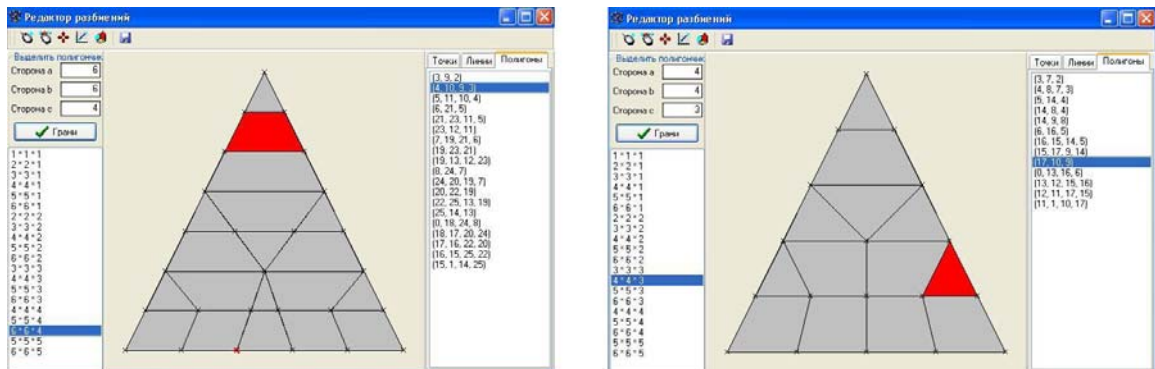 Редактор разбиений
Выделить полигончик
Сторона a 6
Сторона b 6
Сторона c 4
Грани
1*1*1
2*2*1
3*3*1
4*4*1
5*5*1
6*6*1
2*2*2
3*3*2
4*4*2
5*5*2
6*6*2
3*3*3
4*4*3
5*5*3
6*6*3
4*4*4
5*5*4
6*6*4
5*5*5
6*6*5
Точки Линии Полигоны
(3, 9, 2)
(4, 10, 9, 3)
(5, 11, 10, 4)
(6, 21, 5)
(21, 23, 11, 5)
(23, 12, 11)
(7, 19, 21, 6)
(19, 23, 21)
(19, 13, 12, 23)
(8, 24, 7)
(24, 20, 19, 7)
(20, 22, 19)
(22, 25, 13, 19)
(25, 14, 13)
(0, 18, 24, 8)
(18, 17, 20, 24)
(17, 16, 22, 20)
(16, 15, 25, 22)
(15, 1, 14, 25)
Редактор разбиений
Выделить полигончик
Сторона a 4
Сторона b 4
Сторона c 3
Грани
1*1*1
2*2*1
3*3*1
4*4*1
5*5*1
6*6*1
2*2*2
3*3*2
4*4*2
5*5*2
6*6*2
3*3*3
4*4*3
5*5*3
6*6*3
4*4*4
5*5*4
6*6*4
5*5*5
6*6*5
Точки Линии Полигоны
(3, 7, 2)
(4, 8, 7, 3)
(5, 14, 4)
(14, 8, 4)
(14, 9, 8)
(6, 16, 5)
(16, 15, 14, 5)
(15, 17, 9, 14)
(17, 10, 9)
(0, 13, 16, 6)
(13, 12, 15, 16)
(12, 11, 17, 15)
(11, 1, 10, 17)